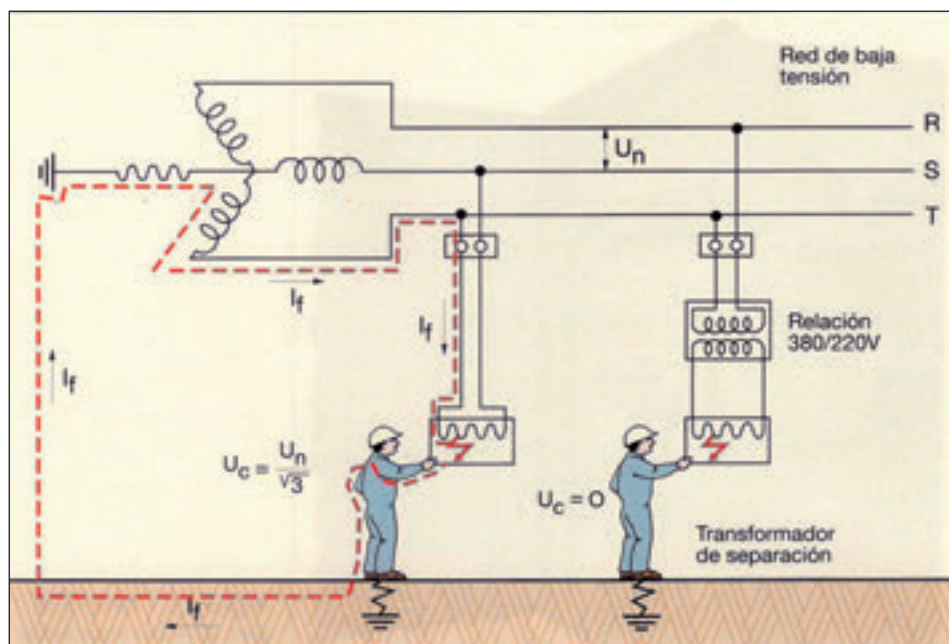 Red de baja
tensión
R
Un
S
T
If
If
Relación
380/220V
If
Uc = Un/√3
Uc = O
Transformador
de separación
If